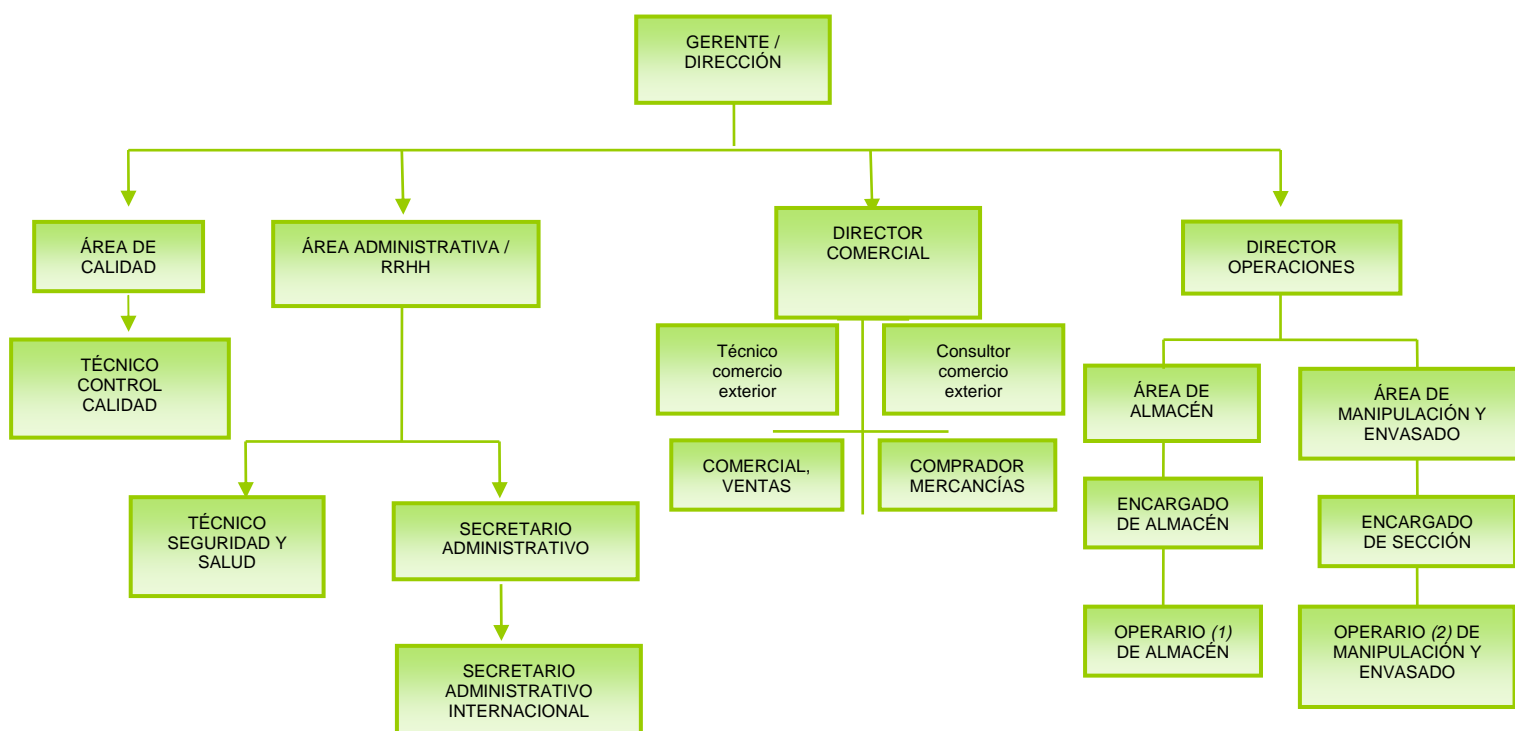 GERENTE /
DIRECCIÓN
ÁREA DE
CALIDAD
ÁREA ADMINISTRATIVA /
RRHH
DIRECTOR
COMERCIAL
DIRECTOR
OPERACIONES
TÉCNICO
CONTROL
CALIDAD
Técnico
comercio
exterior
Consultor
comercio
exterior
ÁREA DE
ALMACÉN
ÁREA DE
MANIPULACIÓN Y
ENVASADO
COMERCIAL,
VENTAS
COMPRADOR
MERCANCÍAS
TÉCNICO
SEGURIDAD Y
SALUD
SECRETARIO
ADMINISTRATIVO
ENCARGADO
DE ALMACÉN
ENCARGADO
DE SECCIÓN
SECRETARIO
ADMINISTRATIVO
INTERNACIONAL
OPERARIO (1)
DE ALMACÉN
OPERARIO (2) DE
MANIPULACIÓN Y
ENVASADO